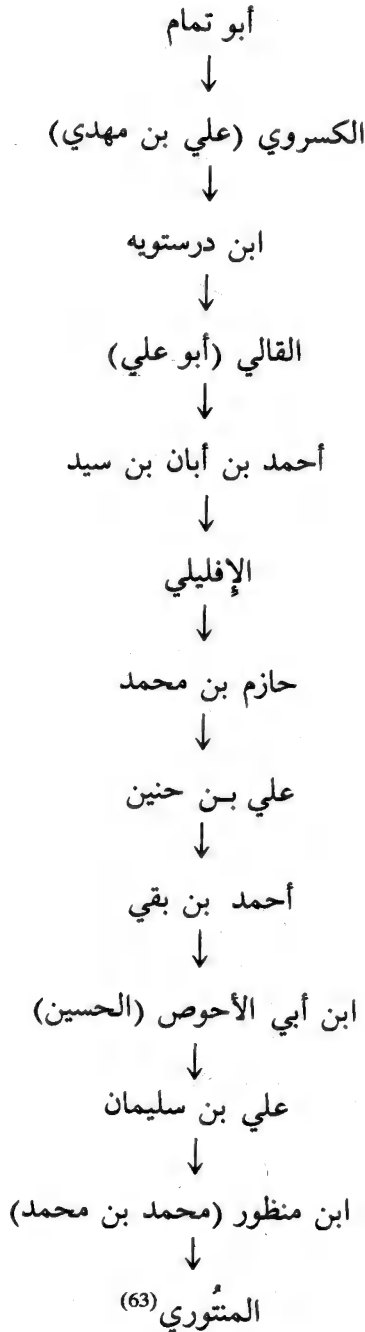 أبو تمام
↓
الكسروي (علي بن مهدي)
↓
ابن درستويه
↓
القالي (أبو علي)
↓
أحمد بن أبان بن سيد
↓
الإفليلي
↓
حازم بن محمد
↓
علي بن حنين
↓
أحمد بن بقي
↓
ابن أبي الأحوص (الحسين)
↓
علي بن سليمان
↓
ابن منظور (محمد بن محمد)
↓
المنتُوري(63)